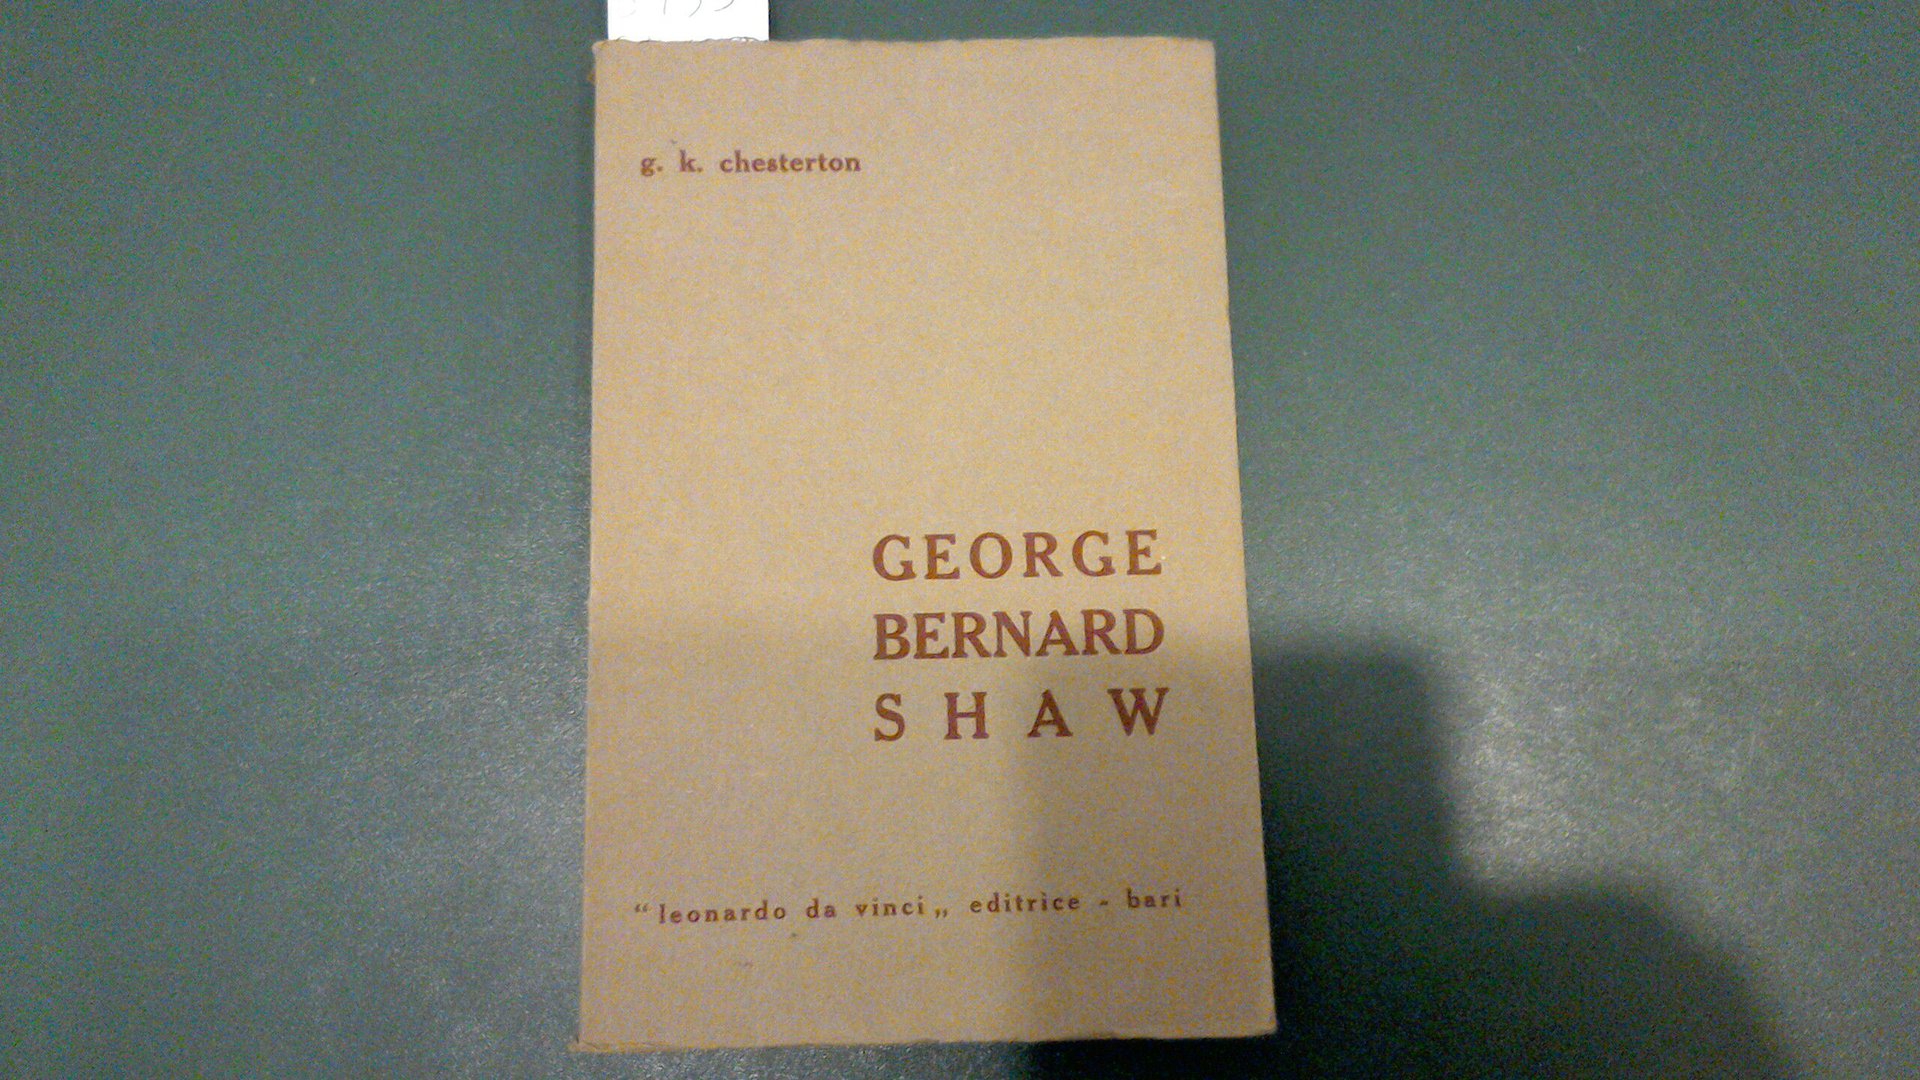 g. k. chesterton
GEORGE
BERNARD
SHAW
“ leonardo da vinci „ editrice - bari